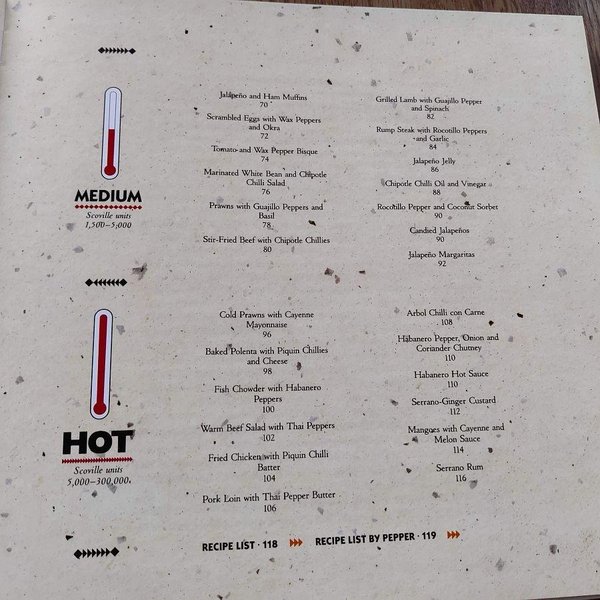 MEDIUM
Scoville units
1,500–5,000
Jalapeño and Ham Muffins
70
Scrambled Eggs with Wax Peppers
and Okra
72
Tomato and Wax Pepper Bisque
74
Marinated White Bean and Chipotle
Chilli Salad
76
Prawns with Guajillo Peppers and
Basil
78
Stir-Fried Beef with Chipotle Chillies
80
Grilled Lamb with Guajillo Pepper
and Spinach
82
Rump Steak with Rocotillo Peppers
and Garlic
84
Jalapeño Jelly
86
Chipotle Chilli Oil and Vinegar
88
Rocotillo Pepper and Coconut Sorbet
90
Candied Jalapeños
90
Jalapeño Margaritas
92
HOT
Scoville units
5,000–300,000
Cold Prawns with Cayenne
Mayonnaise
96
Baked Polenta with Piquin Chillies
and Cheese
98
Fish Chowder with Habanero
Peppers
100
Warm Beef Salad with Thai Peppers
102
Fried Chicken with Piquin Chilli
Batter
104
Pork Loin with Thai Pepper Butter
106
Arbol Chilli con Carne
108
Habanero Pepper, Onion and
Coriander Chutney
110
Habanero Hot Sauce
110
Serrano-Ginger Custard
112
Mangoes with Cayenne and
Melon Sauce
114
Serrano Rum
116
RECIPE LIST · 118
RECIPE LIST BY PEPPER · 119